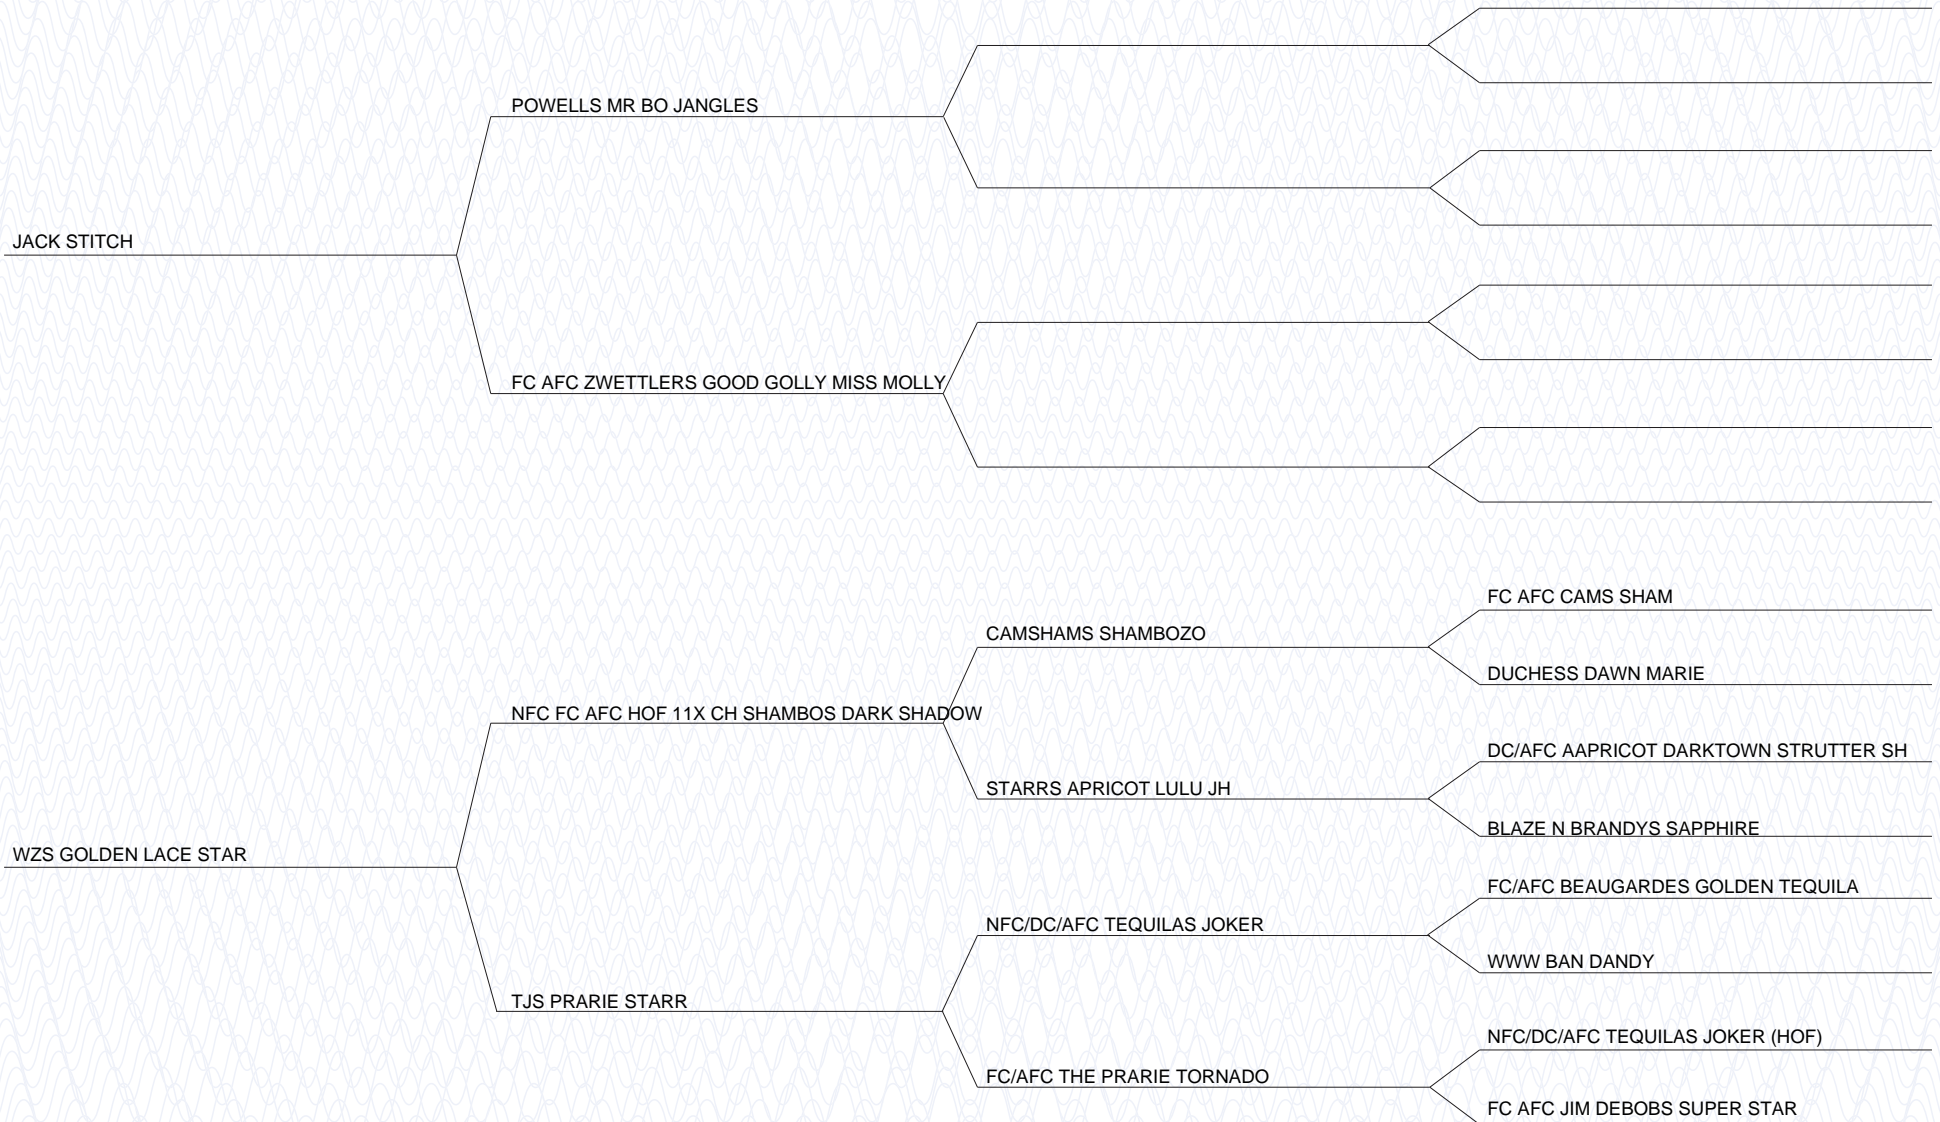 POWELLS MR BO JANGLES
JACK STITCH
FC AFC ZWETTLERS GOOD GOLLY MISS MOLLY
FC AFC CAMS SHAM
CAMSHAMS SHAMBOZO
DUCHESS DAWN MARIE
NFC FC AFC HOF 11X CH SHAMBOS DARK SHADOW
DC/AFC AAPRICOT DARKTOWN STRUTTER SH
STARRS APRICOT LULU JH
BLAZE N BRANDYS SAPPHIRE
WZS GOLDEN LACE STAR
FC/AFC BEAUGARDES GOLDEN TEQUILA
NFC/DC/AFC TEQUILAS JOKER
WWW BAN DANDY
TJS PRARIE STARR
NFC/DC/AFC TEQUILAS JOKER (HOF)
FC/AFC THE PRARIE TORNADO
FC AFC JIM DEBOBS SUPER STAR